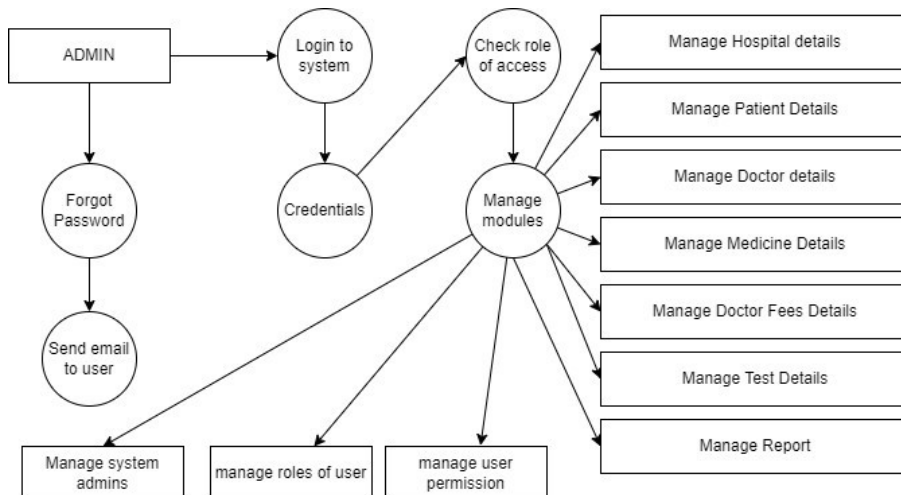 ADMIN
Login to
system
Check role
of access
Manage Hospital details
Manage Patient Details
Forgot
Password
Credentials
Manage
modules
Manage Doctor details
Manage Medicine Details
Manage Doctor Fees Details
Send email
to user
Manage Test Details
Manage system
admins
manage roles of user
manage user
permission
Manage Report